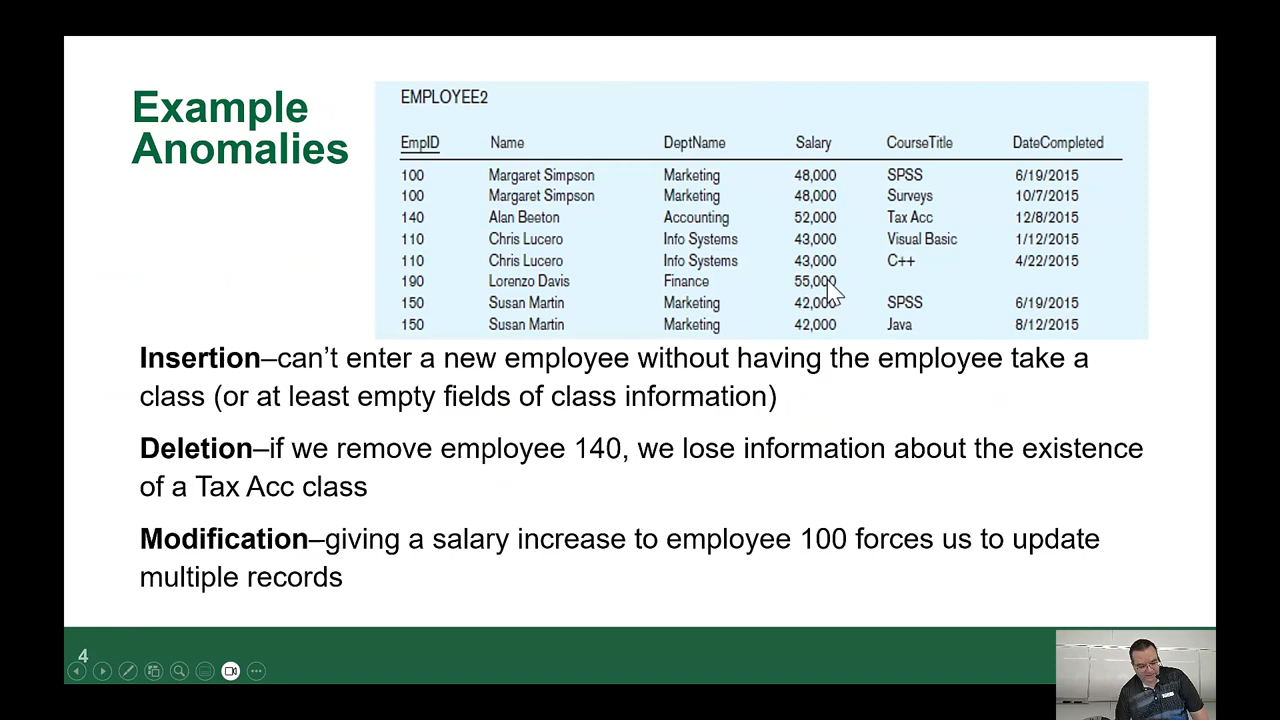 Example
Anomalies
EMPLOYEE2
EmpID Name DeptName Salary CourseTitle DateCompleted
100 Margaret Simpson Marketing 48,000 SPSS 6/19/2015
100 Margaret Simpson Marketing 48,000 Surveys 10/7/2015
140 Alan Beeton Accounting 52,000 Tax Acc 12/8/2015
110 Chris Lucero Info Systems 43,000 Visual Basic 1/12/2015
110 Chris Lucero Info Systems 43,000 C++ 4/22/2015
190 Lorenzo Davis Finance 55,000
150 Susan Martin Marketing 42,000 SPSS 6/19/2015
150 Susan Martin Marketing 42,000 Java 8/12/2015
Insertion–can’t enter a new employee without having the employee take a
class (or at least empty fields of class information)
Deletion–if we remove employee 140, we lose information about the existence
of a Tax Acc class
Modification–giving a salary increase to employee 100 forces us to update
multiple records
4